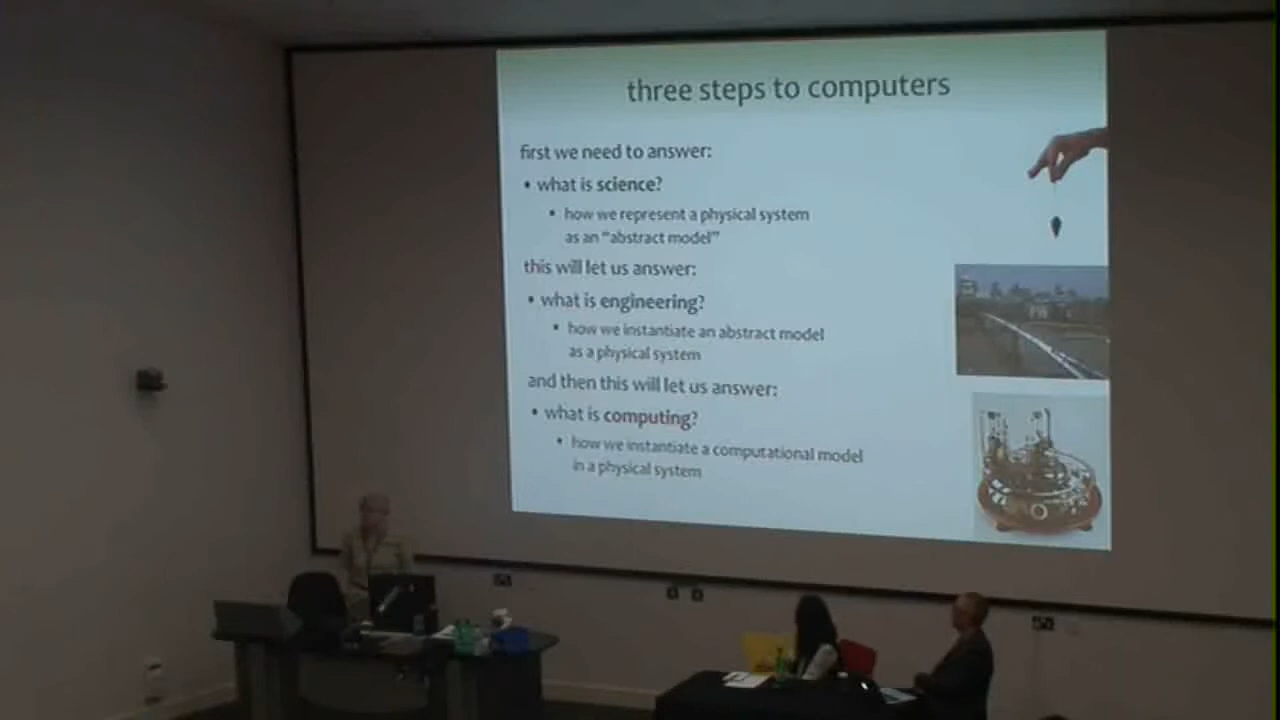 three steps to computers
first we need to answer:
• what is science?
• how we represent a physical system
as an "abstract model"
this will let us answer:
• what is engineering?
• how we instantiate an abstract model
as a physical system
and then this will let us answer:
• what is computing?
• how we instantiate a computational model
in a physical system